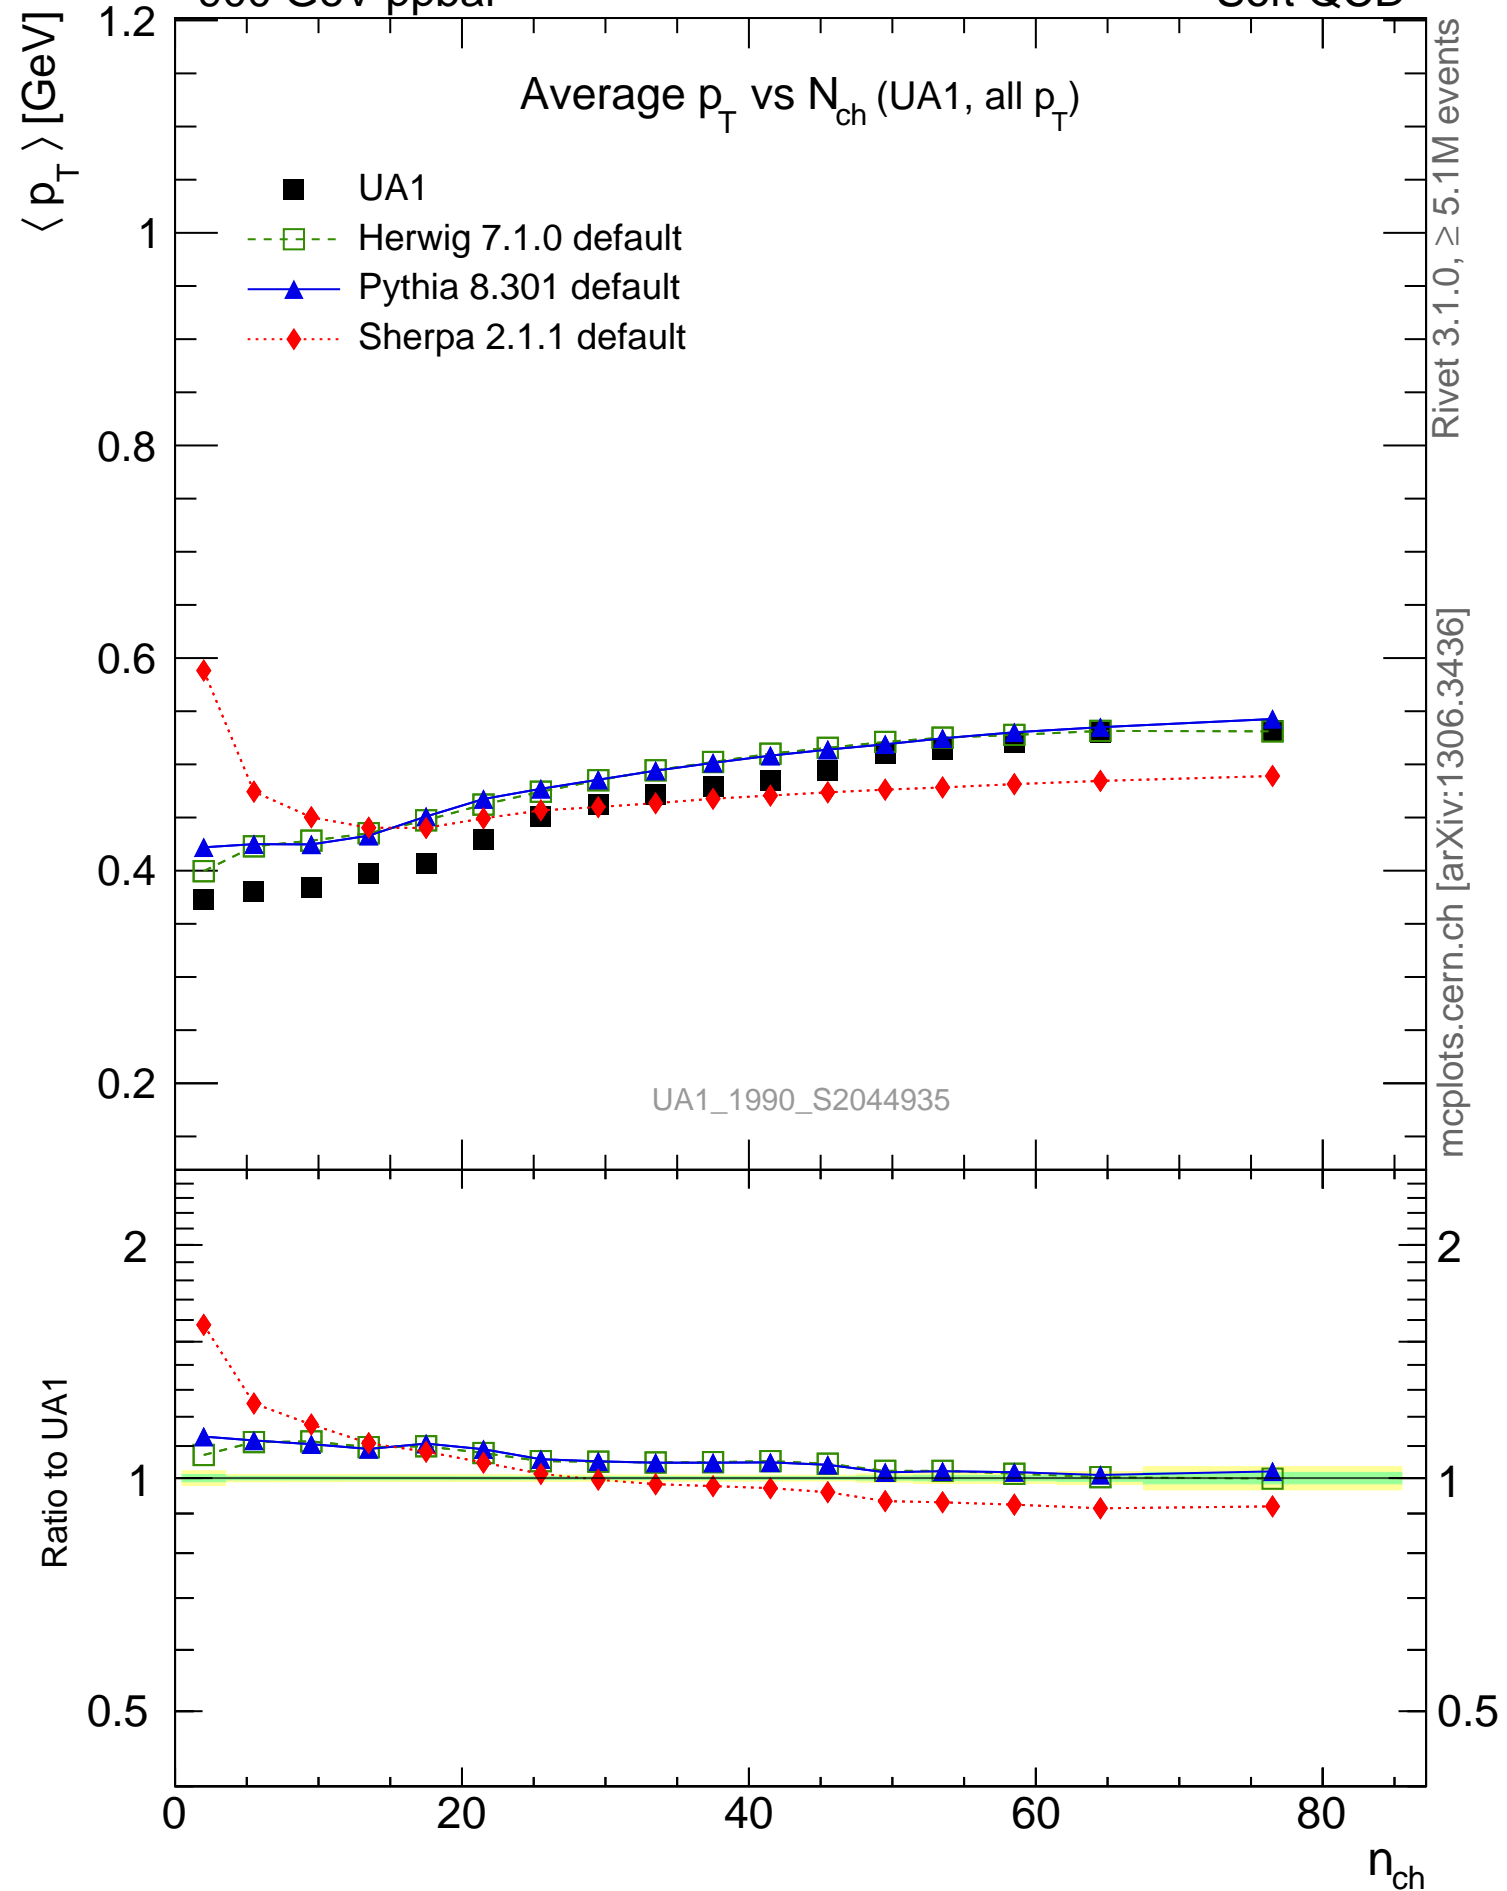 ⟨ p_T ⟩ [GeV]
Average p_T vs N_ch (UA1, all p_T)
UA1
Herwig 7.1.0 default
Pythia 8.301 default
Sherpa 2.1.1 default
1.2
1
0.8
0.6
0.4
0.2
UA1_1990_S2044935
Rivet 3.1.0, ≥ 5.1M events
mcplots.cern.ch [arXiv:1306.3436]
Ratio to UA1
2
1
0.5
2
1
0.5
0
20
40
60
80
n_ch